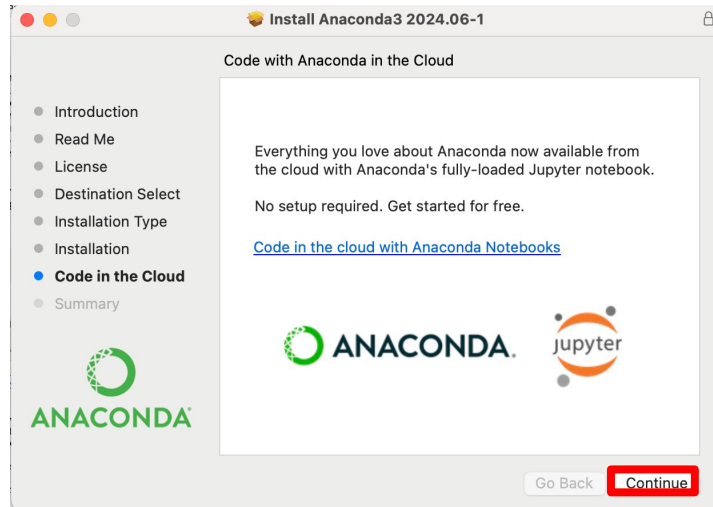 Install Anaconda3 2024.06-1
Code with Anaconda in the Cloud
Introduction
Read Me
License
Destination Select
Installation Type
Installation
Code in the Cloud
Summary
Everything you love about Anaconda now available from
the cloud with Anaconda's fully-loaded Jupyter notebook.
No setup required. Get started for free.
Code in the cloud with Anaconda Notebooks
ANACONDA.
jupyter
ANACONDA
Go Back
Continue